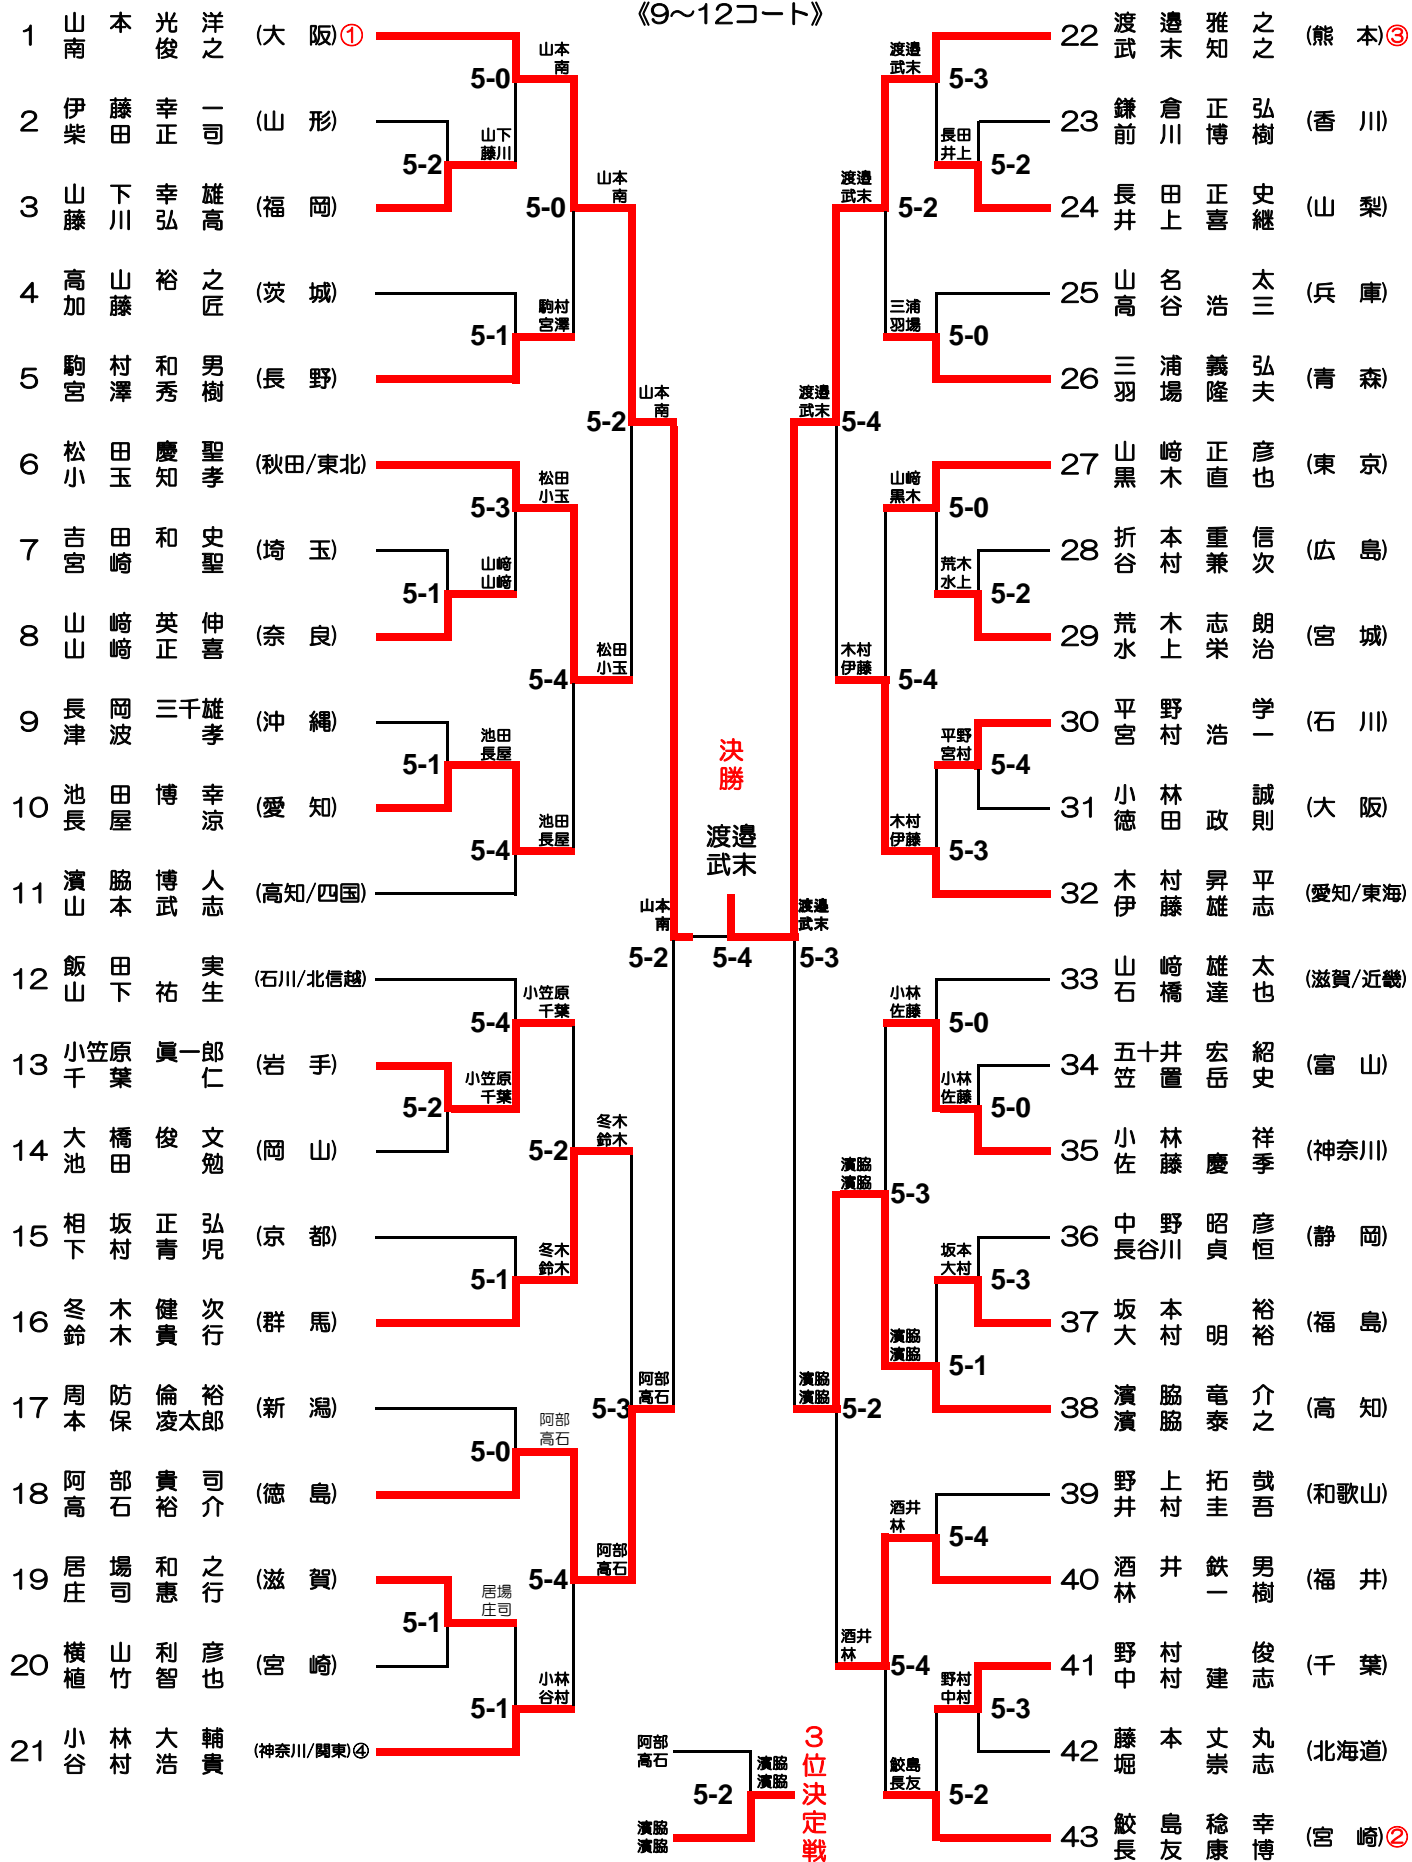 《9～12コート》
1 山本光洋 (大阪)①
南俊之
2 伊藤幸一 (山形)
柴田正司
3 山下幸雄 (福岡)
藤川弘高
4 高山裕之 (茨城)
加藤匠
5 駒村和男 (長野)
宮澤秀樹
6 松田慶聖 (秋田/東北)
小玉知孝
7 吉田和史 (埼玉)
宮崎聖
8 山﨑英伸 (奈良)
山﨑正喜
9 長岡三千雄 (沖縄)
津波孝
10 池田博幸 (愛知)
長屋涼
11 濱脇博人 (高知/四国)
山本武志
12 飯田実 (石川/北信越)
山下祐生
13 小笠原眞一郎 (岩手)
千葉仁
14 大橋俊文 (岡山)
池田勉
15 相坂正弘 (京都)
下村青児
16 冬木健次 (群馬)
鈴木貴行
17 周防倫裕 (新潟)
本保凌太郎
18 阿部貴司 (徳島)
高石裕介
19 居場和之 (滋賀)
庄司惠行
20 横山利彦 (宮崎)
植竹智也
21 小林大輔 (神奈川/関東)④
谷村浩貴
5-2
山下
藤川
5-1
山﨑
山﨑
5-1
池田
長屋
5-2
小笠原
千葉
5-1
居場
庄司
5-0
山本
南
5-1
駒村
宮澤
5-3
松田
小玉
5-4
池田
長屋
5-4
小笠原
千葉
5-1
冬木
鈴木
5-0
阿部
高石
5-1
小林
谷村
5-0
山本
南
5-4
松田
小玉
5-2
冬木
鈴木
5-4
阿部
高石
5-2
山本
南
5-3
阿部
高石
5-2
山本
南
決勝
渡邉
武末
5-4
22 渡邉雅之 (熊本)③
武末知之
23 鎌倉正弘 (香川)
前川博樹
24 長田正史 (山梨)
井上喜継
25 山名太 (兵庫)
高谷浩三
26 三浦義弘 (青森)
羽場隆夫
27 山﨑正彦 (東京)
黒木直也
28 折本重信 (広島)
谷村兼次
29 荒木志朗 (宮城)
水上栄治
30 平野学 (石川)
宮村浩一
31 小林誠 (大阪)
徳田政則
32 木村昇平 (愛知/東海)
伊藤雄志
33 山﨑雄太 (滋賀/近畿)
石橋達也
34 五十井宏紹 (富山)
笠置岳史
35 小林祥 (神奈川)
佐藤慶季
36 中野昭彦 (静岡)
長谷川貞恒
37 坂本裕 (福島)
大村明裕
38 濱脇竜介 (高知)
濱脇泰之
39 野上拓哉 (和歌山)
井村圭吾
40 酒井鉄男 (福井)
林一樹
41 野村俊 (千葉)
中村建志
42 藤本丈丸 (北海道)
堀崇志
43 鮫島稔幸 (宮崎)②
長友康博
5-2
長田
井上
5-2
荒木
水上
5-4
平野
宮村
5-0
小林
佐藤
5-3
坂本
大村
5-3
野村
中村
5-3
渡邉
武末
5-0
三浦
羽場
5-0
山﨑
黒木
5-3
木村
伊藤
5-0
小林
佐藤
5-1
濱脇
濱脇
5-4
酒井
林
5-2
鮫島
長友
5-2
渡邉
武末
5-4
木村
伊藤
5-3
濱脇
濱脇
5-4
酒井
林
5-4
渡邉
武末
5-2
濱脇
濱脇
5-3
渡邉
武末
3位決定戦
阿部
高石
濱脇
濱脇
5-2
濱脇
濱脇